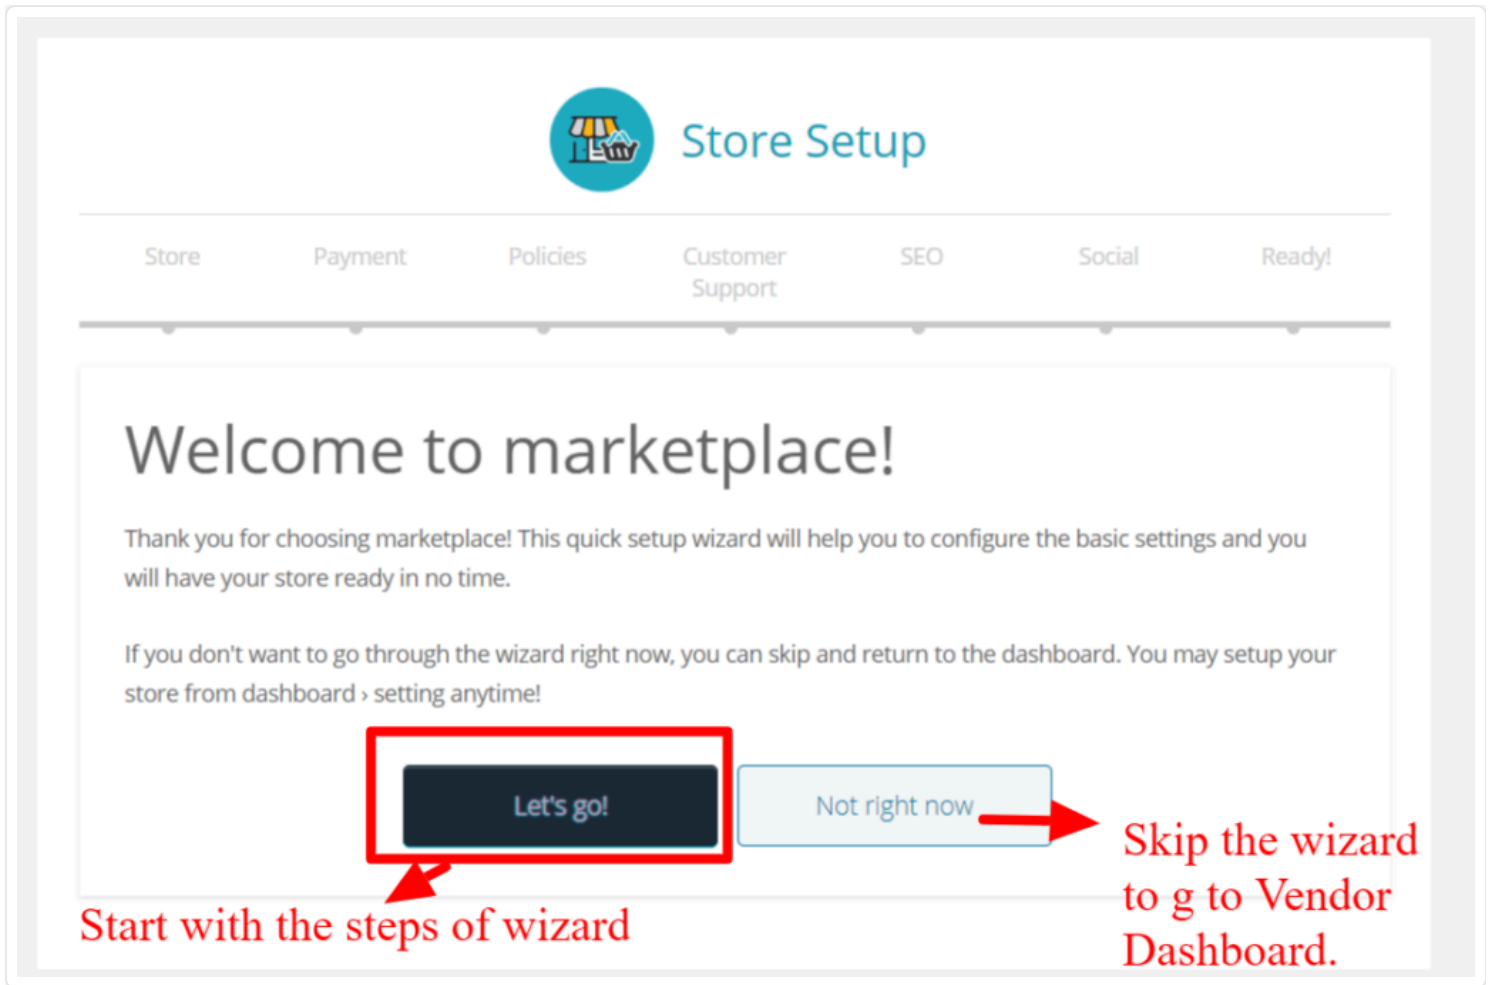 Store Setup
Store
Payment
Policies
Customer
Support
SEO
Social
Ready!
Welcome to marketplace!
Thank you for choosing marketplace! This quick setup wizard will help you to configure the basic settings and you
will have your store ready in no time.
If you don't want to go through the wizard right now, you can skip and return to the dashboard. You may setup your
store from dashboard › setting anytime!
Let's go!
Not right now
Start with the steps of wizard
Skip the wizard
to g to Vendor
Dashboard.